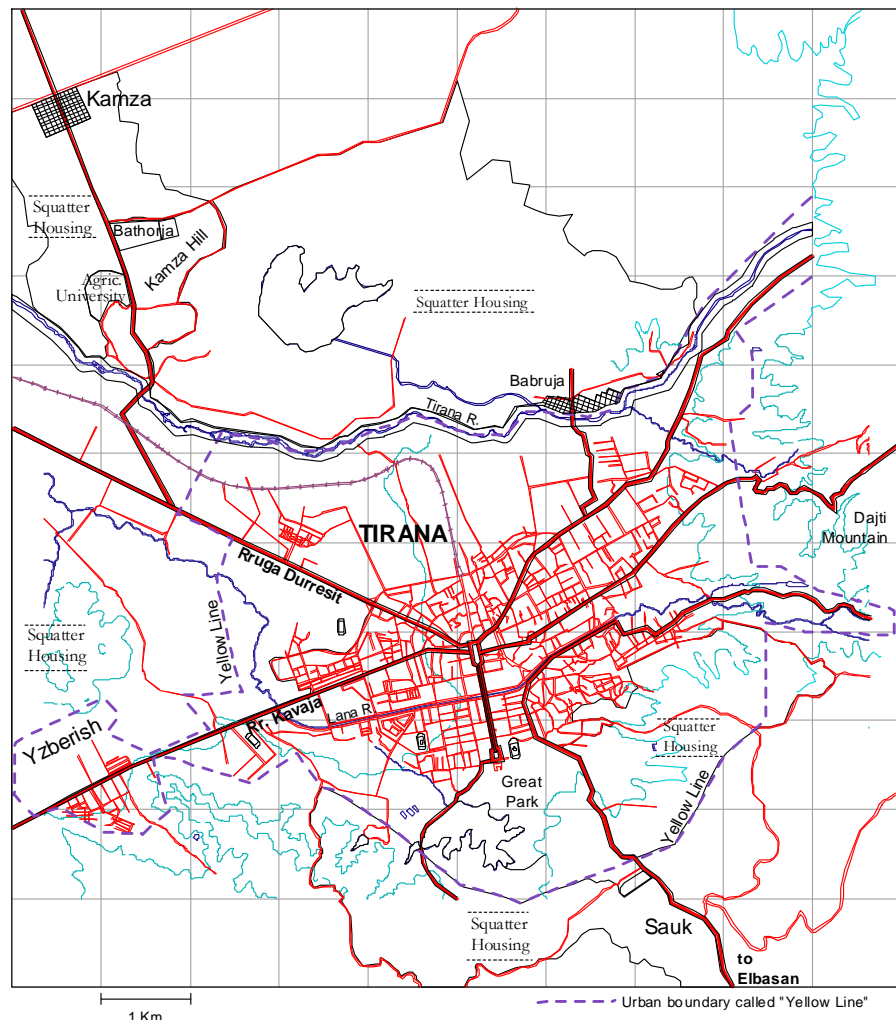 Kamza
Squatter
Housing
Bathorja
Kamza Hill
Agric.
University
Squatter Housing
Babruja
Tirana R.
TIRANA
Dajti
Mountain
Rruga Durresit
Squatter
Housing
Yellow Line
Rr. Kavaja
Lana R.
Squatter
Housing
Yzberish
Great
Park
Yellow Line
Squatter
Housing
Sauk
to
Elbasan
1 Km
Urban boundary called "Yellow Line"